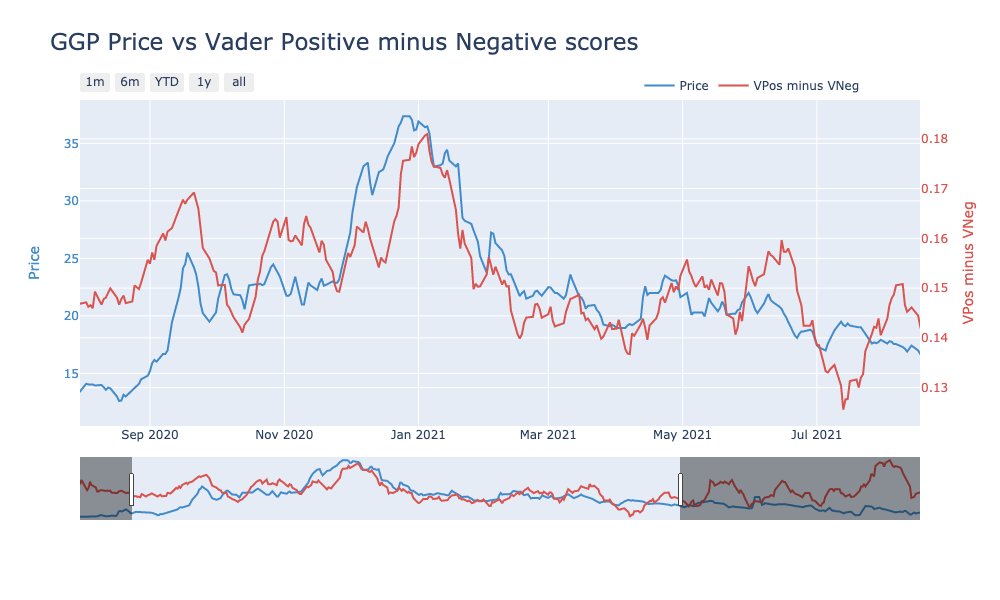 GGP Price vs Vader Positive minus Negative scores
1m 6m YTD 1y all
Price VPos minus VNeg
35
30
25
20
15
Price
0.18
0.17
0.16
0.15
0.14
0.13
VPos minus VNeg
Sep 2020 Nov 2020 Jan 2021 Mar 2021 May 2021 Jul 2021